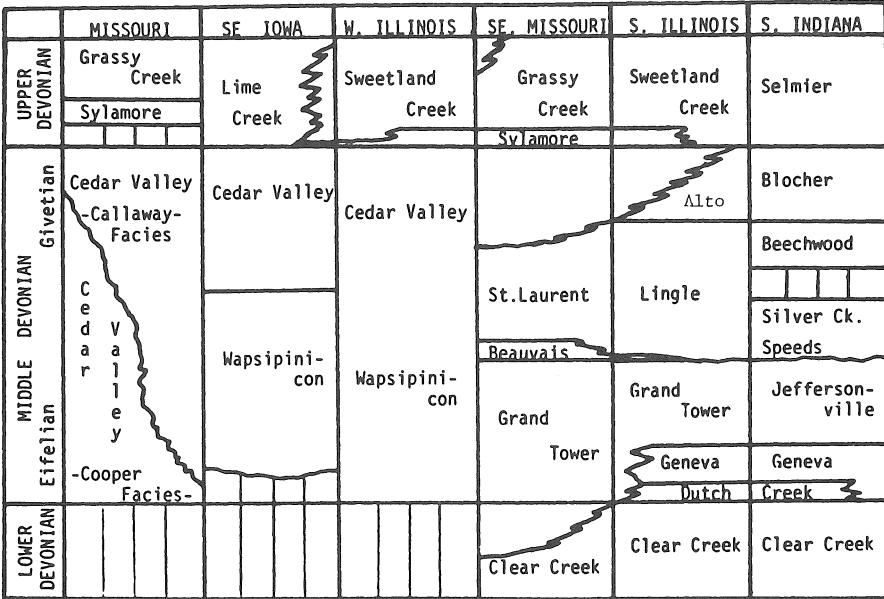 MISSOURI SE IOWA W. ILLINOIS SE. MISSOURI S. ILLINOIS S. INDIANA
UPPER
DEVONIAN
Grassy
Creek
Sylamore
Lime
Creek
Sweetland
Creek
Grassy
Creek
Sylamore
Sweetland
Creek
Selmier
MIDDLE DEVONIAN
Eifelian Givetian
Cedar Valley
-Callaway-
Facies
Cedar
Valley
-Cooper
Facies-
Cedar Valley
Wapsipini-
con
Cedar Valley
Wapsipini-
con
St.Laurent
Beauvais
Grand
Tower
Alto
Lingle
Grand
Tower
Geneva
Dutch Creek
Blocher
Beechwood
Silver Ck.
Speeds
Jefferson-
ville
Geneva
LOWER
DEVONIAN
Clear Creek
Clear Creek
Clear Creek